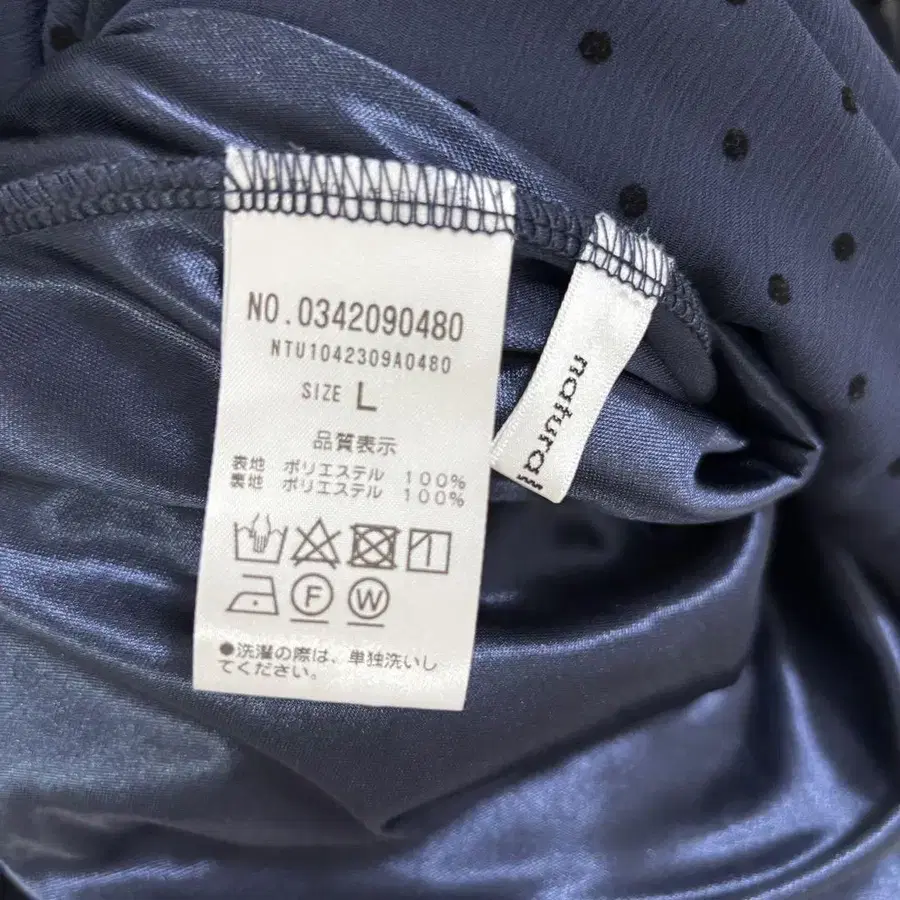 NO.0342090480
NTU1042309A0480
SIZE L
品質表示
表地 ポリエステル 100%
裏地 ポリエステル 100%
F W
●洗濯の際は、単独洗いし
てください。
natural